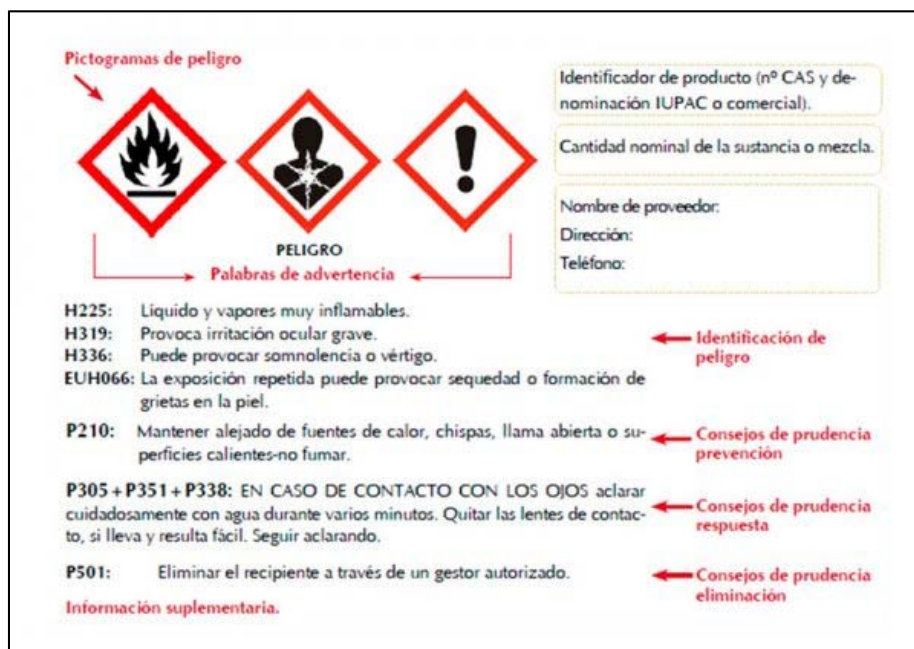 Pictogramas de peligro
PELIGRO
Palabras de advertencia
Identificador de producto (nº CAS y de-
nominación IUPAC o comercial).
Cantidad nominal de la sustancia o mezcla.
Nombre de proveedor:
Dirección:
Teléfono:
H225: Líquido y vapores muy inflamables.
H319: Provoca irritación ocular grave.
H336: Puede provocar somnolencia o vértigo.
EUH066: La exposición repetida puede provocar sequedad o formación de
grietas en la piel.
Identificación de
peligro
P210: Mantener alejado de fuentes de calor, chispas, llama abierta o su-
perficies calientes-no fumar.
Consejos de prudencia
prevención
P305+P351+P338: EN CASO DE CONTACTO CON LOS OJOS aclarar
cuidadosamente con agua durante varios minutos. Quitar las lentes de contac-
to, si lleva y resulta fácil. Seguir aclarando.
Consejos de prudencia
respuesta
P501: Eliminar el recipiente a través de un gestor autorizado.
Consejos de prudencia
eliminación
Información suplementaria.